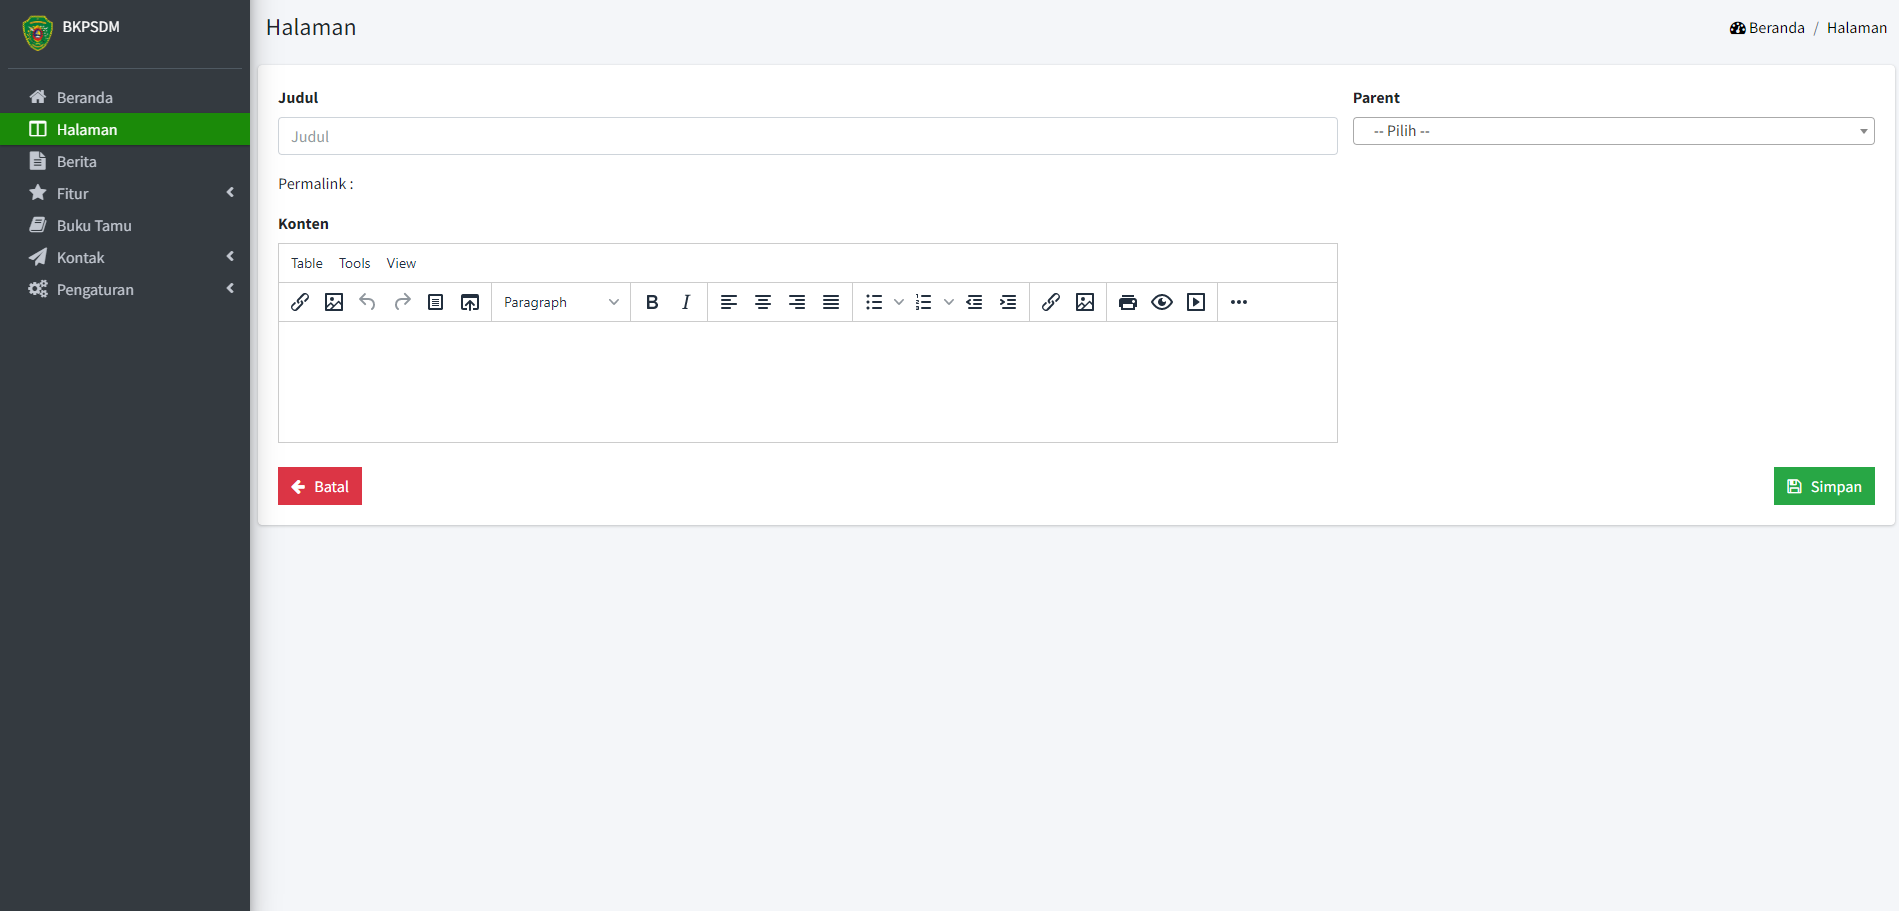 BKPSDM
Beranda
Halaman
Berita
Fitur
Buku Tamu
Kontak
Pengaturan
Halaman
Beranda / Halaman
Judul
Judul
Parent
-- Pilih --
Permalink :
Konten
Table Tools View
Paragraph B I
Batal
Simpan